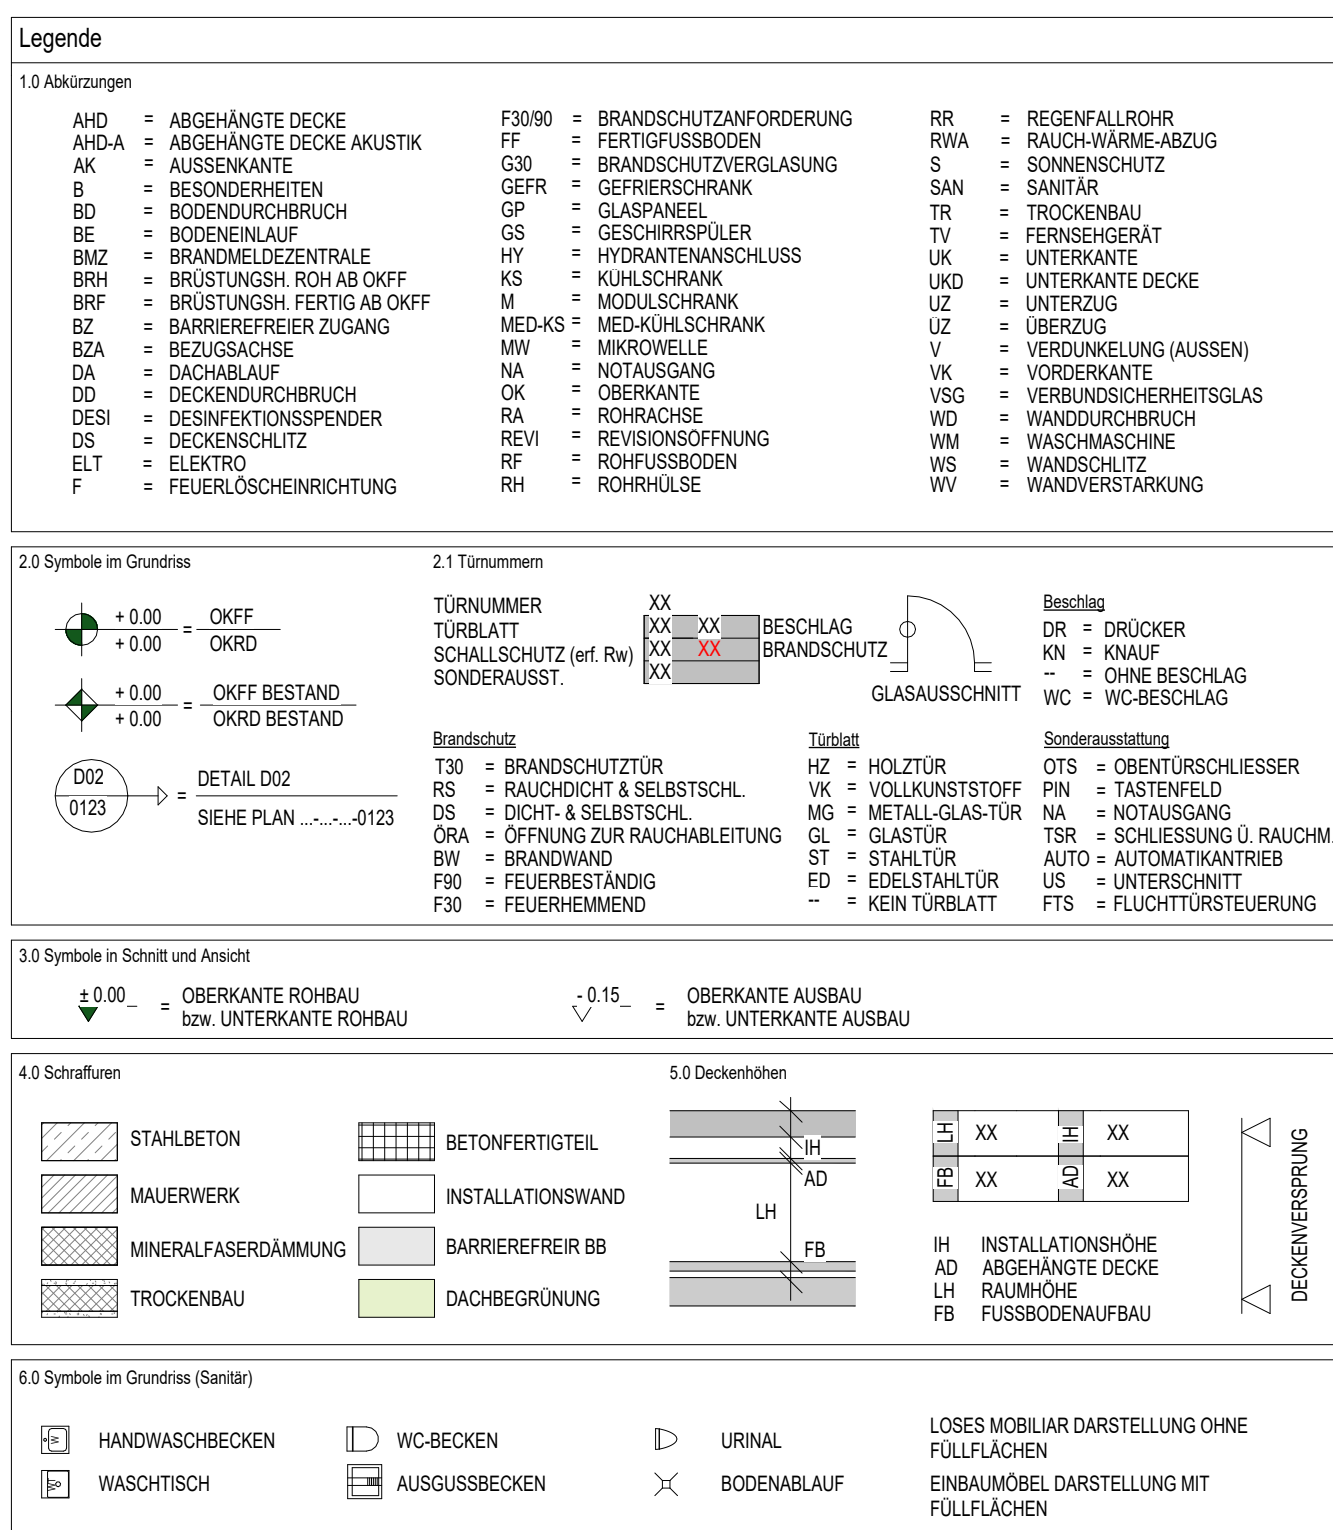 Legende
1.0 Abkürzungen
AHD = ABGEHÄNGTE DECKE
AHD-A = ABGEHÄNGTE DECKE AKUSTIK
AK = AUSSENKANTE
B = BESONDERHEITEN
BD = BODENDURCHBRUCH
BE = BODENEINLAUF
BMZ = BRANDMELDEZENTRALE
BRH = BRÜSTUNGSH. ROH AB OKFF
BRF = BRÜSTUNGSH. FERTIG AB OKFF
BZ = BARRIEREFREIER ZUGANG
BZA = BEZUGSACHSE
DA = DACHABLAUF
DD = DECKENDURCHBRUCH
DESI = DESINFEKTIONSSPENDER
DS = DECKENSCHLITZ
ELT = ELEKTRO
F = FEUERLÖSCHEINRICHTUNG
F30/90 = BRANDSCHUTZANFORDERUNG
FF = FERTIGFUSSBODEN
G30 = BRANDSCHUTZVERGLASUNG
GEFR = GEFRIERSCHRANK
GP = GLASPANEEL
GS = GESCHIRRSPÜLER
HY = HYDRANTENANSCHLUSS
KS = KÜHLSCHRANK
M = MODULSCHRANK
MED-KS = MED-KÜHLSCHRANK
MW = MIKROWELLE
NA = NOTAUSGANG
OK = OBERKANTE
RA = ROHRACHSE
REVI = REVISIONSÖFFNUNG
RF = ROHFUSSBODEN
RH = ROHRHÜLSE
RR = REGENFALLROHR
RWA = RAUCH-WÄRME-ABZUG
S = SONNENSCHUTZ
SAN = SANITÄR
TR = TROCKENBAU
TV = FERNSEHGERÄT
UK = UNTERKANTE
UKD = UNTERKANTE DECKE
UZ = UNTERZUG
ÜZ = ÜBERZUG
V = VERDUNKELUNG (AUSSEN)
VK = VORDERKANTE
VSG = VERBUNDSICHERHEITSGLAS
WD = WANDDURCHBRUCH
WM = WASCHMASCHINE
WS = WANDSCHLITZ
WV = WANDVERSTARKUNG
2.0 Symbole im Grundriss
+ 0.00 = OKFF
+ 0.00 OKRD
+ 0.00 = OKFF BESTAND
+ 0.00 OKRD BESTAND
D02 = DETAIL D02
0123 SIEHE PLAN ...-...-...-0123
2.1 Türnummern
TÜRNUMMER XX
TÜRBLATT XX XX BESCHLAG
SCHALLSCHUTZ (erf. Rw) XX XX BRANDSCHUTZ
SONDERAUSST. XX
GLASAUSSCHNITT
Beschlag
DR = DRÜCKER
KN = KNAUF
-- = OHNE BESCHLAG
WC = WC-BESCHLAG
Brandschutz
T30 = BRANDSCHUTZTÜR
RS = RAUCHDICHT & SELBSTSCHL.
DS = DICHT- & SELBSTSCHL.
ÖRA = ÖFFNUNG ZUR RAUCHABLEITUNG
BW = BRANDWAND
F90 = FEUERBESTÄNDIG
F30 = FEUERHEMMEND
Türblatt
HZ = HOLZTÜR
VK = VOLLKUNSTSTOFF
MG = METALL-GLAS-TÜR
GL = GLASTÜR
ST = STAHLTÜR
ED = EDELSTAHLTÜR
-- = KEIN TÜRBLATT
Sonderausstattung
OTS = OBENTÜRSCHLIESSER
PIN = TASTENFELD
NA = NOTAUSGANG
TSR = SCHLIESSUNG Ü. RAUCHM.
AUTO = AUTOMATIKANTRIEB
US = UNTERSCHNITT
FTS = FLUCHTTÜRSTEUERUNG
3.0 Symbole in Schnitt und Ansicht
± 0.00 = OBERKANTE ROHBAU
bzw. UNTERKANTE ROHBAU
- 0.15 = OBERKANTE AUSBAU
bzw. UNTERKANTE AUSBAU
4.0 Schraffuren
STAHLBETON
MAUERWERK
MINERALFASERDÄMMUNG
TROCKENBAU
BETONFERTIGTEIL
INSTALLATIONSWAND
BARRIEREFREIR BB
DACHBEGRÜNUNG
5.0 Deckenhöhen
IH
AD
LH
FB
LH XX IH XX
FB XX AD XX
IH INSTALLATIONSHÖHE
AD ABGEHÄNGTE DECKE
LH RAUMHÖHE
FB FUSSBODENAUFBAU
DECKENVERSPRUNG
6.0 Symbole im Grundriss (Sanitär)
W HANDWASCHBECKEN
W WASCHTISCH
WC-BECKEN
AUSGUSSBECKEN
URINAL
BODENABLAUF
LOSES MOBILIAR DARSTELLUNG OHNE
FÜLLFLÄCHEN
EINBAUMÖBEL DARSTELLUNG MIT
FÜLLFLÄCHEN